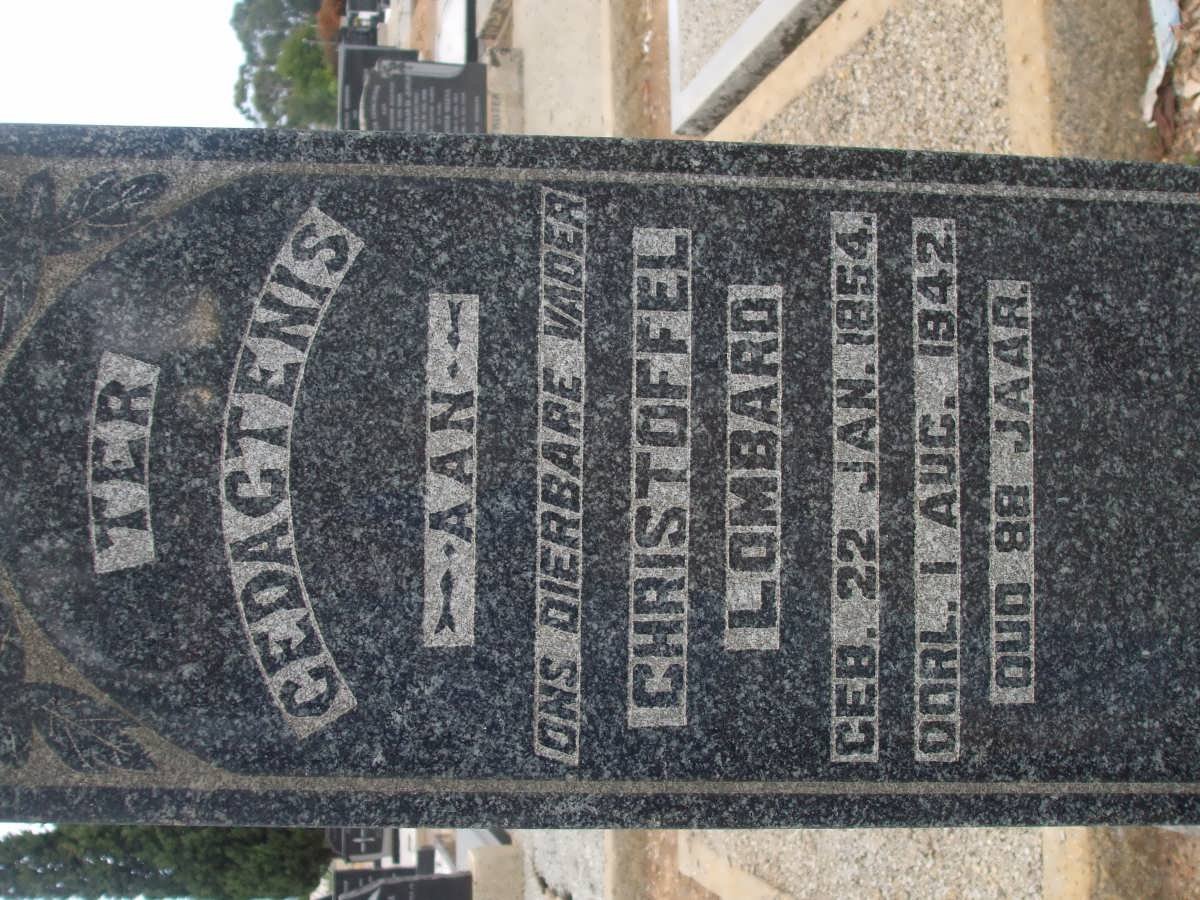 TER
GEDAGTENIS
AAN
ONS DIERBARE VADER
CHRISTOFFEL
LOMBARD
GEB. 22 JAN. 1854.
OORL. 1 AUG. 1942.
OUD 88 JAAR.